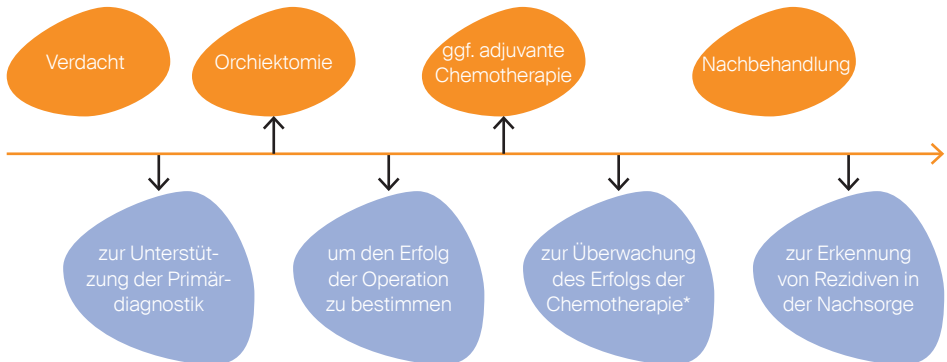 Verdacht
Orchiektomie
ggf. adjuvante
Chemotherapie
Nachbehandlung
zur Unterstüt-
zung der Primär-
diagnostik
um den Erfolg
der Operation
zu bestimmen
zur Überwachung
des Erfolgs der
Chemotherapie*
zur Erkennung
von Rezidiven in
der Nachsorge